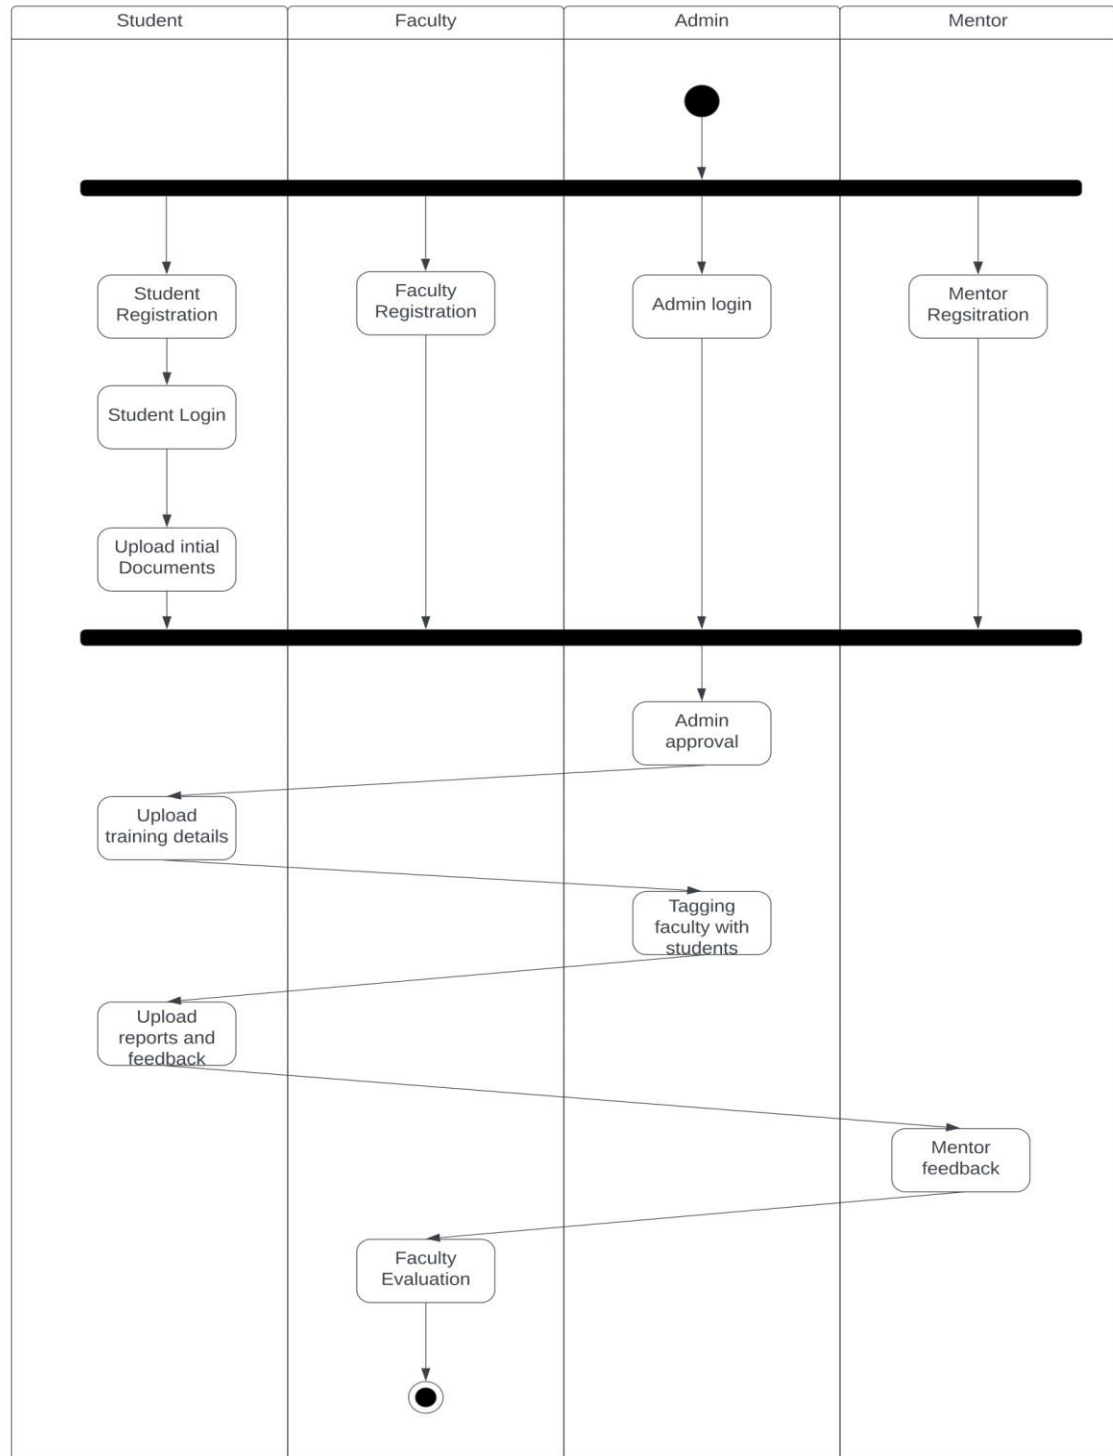 Student
Faculty
Admin
Mentor
Student
Registration
Faculty
Registration
Admin login
Mentor
Regsitration
Student Login
Upload intial
Documents
Admin
approval
Upload
training details
Tagging
faculty with
students
Upload
reports and
feedback
Mentor
feedback
Faculty
Evaluation